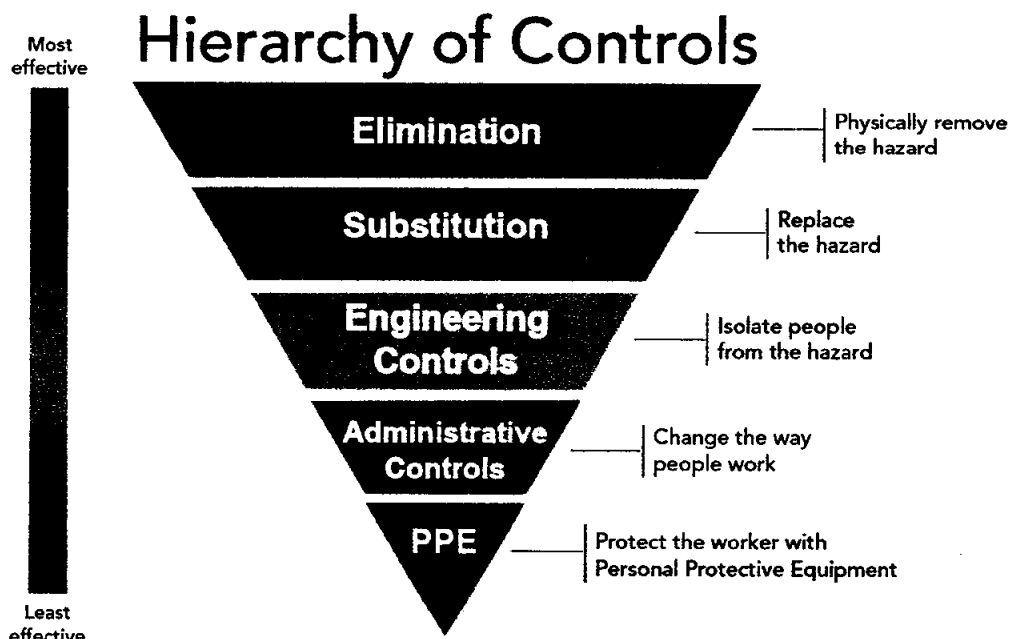 Hierarchy of Controls
Most
effective
Elimination
Physically remove
the hazard
Substitution
Replace
the hazard
Engineering
Controls
Isolate people
from the hazard
Administrative
Controls
Change the way
people work
PPE
Protect the worker with
Personal Protective Equipment
Least
effective